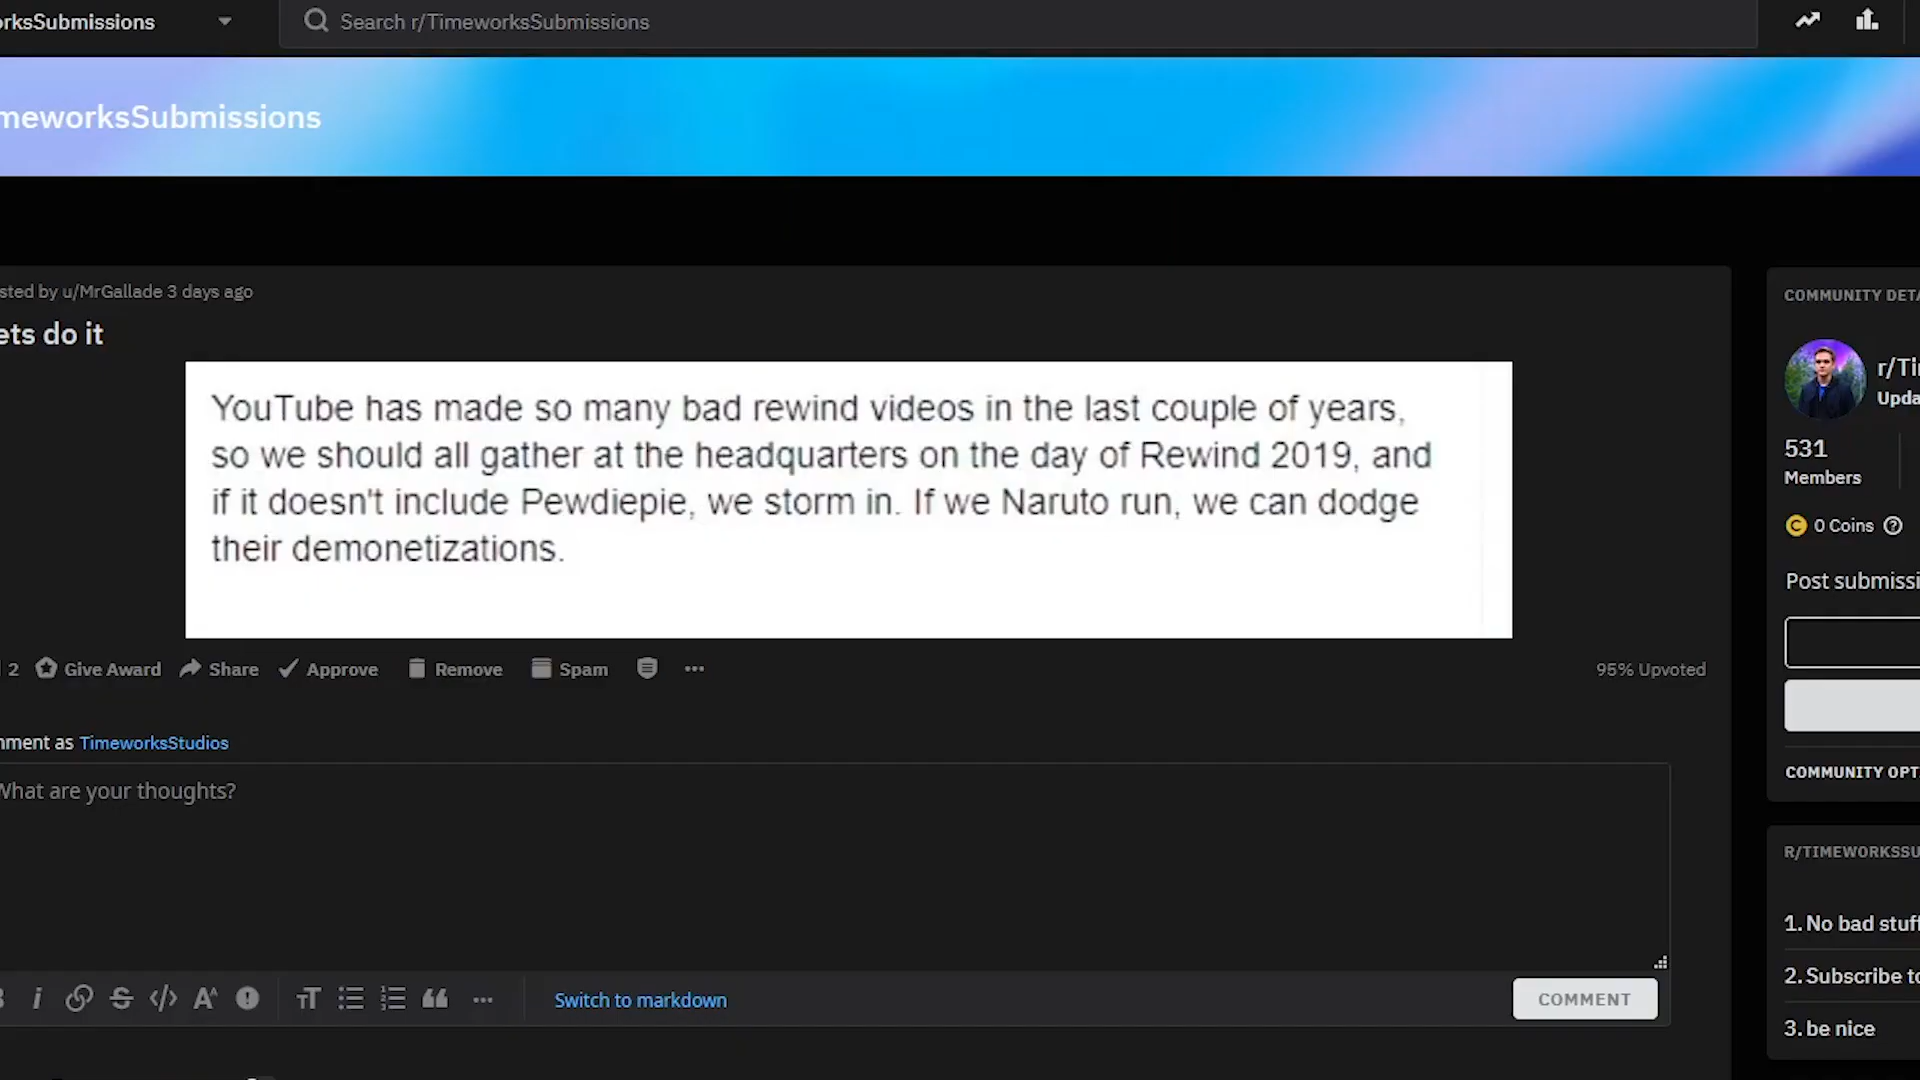 rksSubmissions
Search r/TimeworksSubmissions
meworksSubmissions
sted by u/MrGallade 3 days ago
ets do it
YouTube has made so many bad rewind videos in the last couple of years,
so we should all gather at the headquarters on the day of Rewind 2019, and
if it doesn't include Pewdiepie, we storm in. If we Naruto run, we can dodge
their demonetizations.
2 Give Award Share Approve Remove Spam ••• 95% Upvoted
mment as TimeworksStudios
What are your thoughts?
Switch to markdown
COMMENT
COMMUNITY DETA
r/Ti
Upda
531
Members
0 Coins
Post submissi
COMMUNITY OPT
R/TIMEWORKSSU
1. No bad stuff
2. Subscribe to
3. be nice